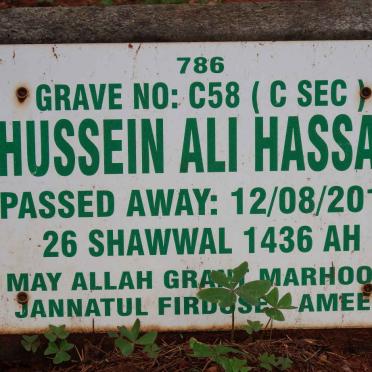 786
GRAVE NO: C58 ( C SEC )
HUSSEIN ALI HASSA
PASSED AWAY: 12/08/201
26 SHAWWAL 1436 AH
MAY ALLAH GRANT MARHOO
JANNATUL FIRDOSE AMEE